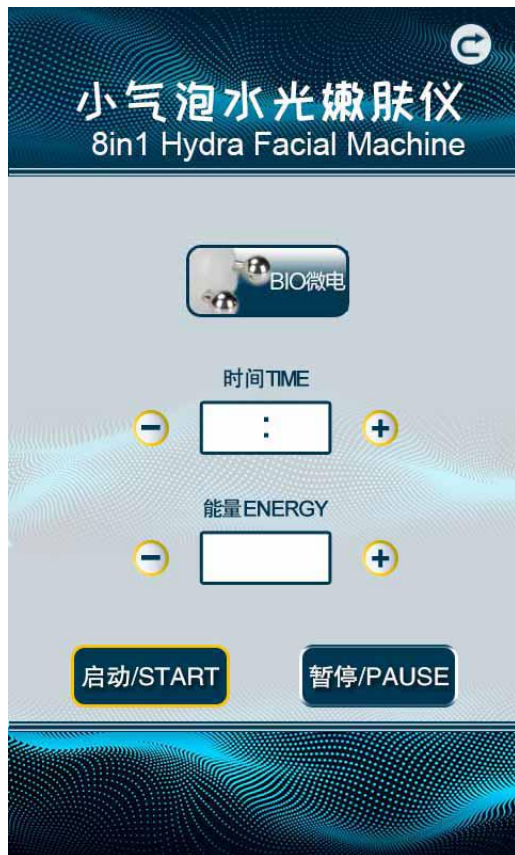 小气泡水光嫩肤仪
8in1 Hydra Facial Machine
BIO微电
时间TIME
:
能量ENERGY
启动/START
暂停/PAUSE